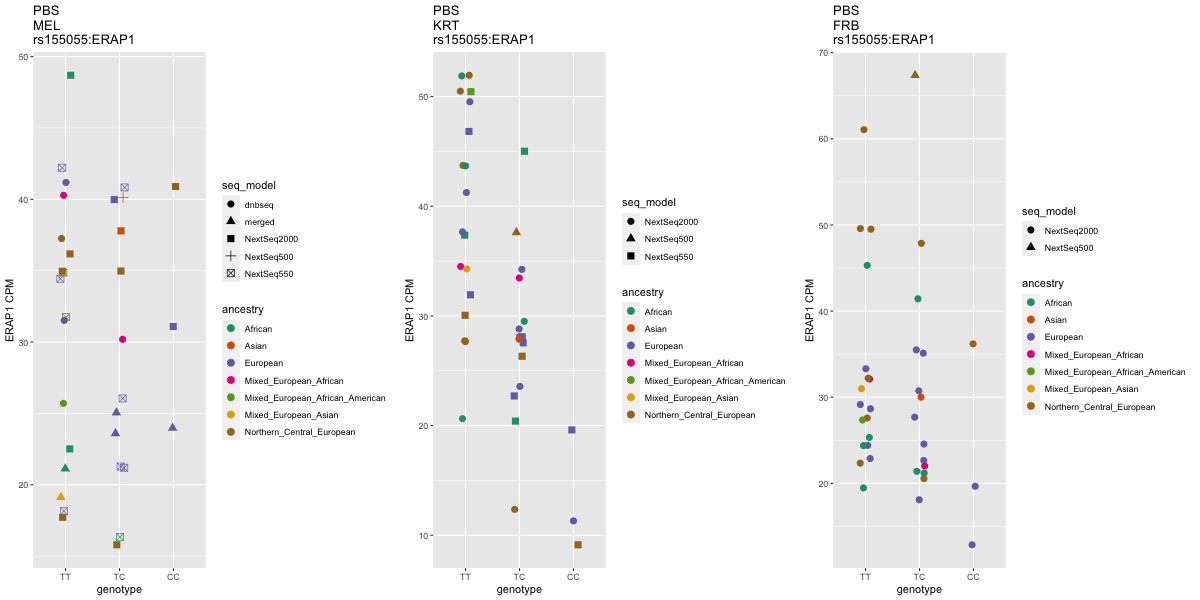 PBS
MEL
rs155055:ERAP1
50
40
30
20
ERAP1 CPM
TT
TC
CC
genotype
seq_model
dnbseq
merged
NextSeq2000
NextSeq500
NextSeq550
ancestry
African
Asian
European
Mixed_European_African
Mixed_European_African_American
Mixed_European_Asian
Northern_Central_European
PBS
KRT
rs155055:ERAP1
50
40
30
20
10
ERAP1 CPM
TT
TC
CC
genotype
seq_model
NextSeq2000
NextSeq500
NextSeq550
ancestry
African
Asian
European
Mixed_European_African
Mixed_European_African_American
Mixed_European_Asian
Northern_Central_European
PBS
FRB
rs155055:ERAP1
70
60
50
40
30
20
ERAP1 CPM
TT
TC
CC
genotype
seq_model
NextSeq2000
NextSeq500
ancestry
African
Asian
European
Mixed_European_African
Mixed_European_African_American
Mixed_European_Asian
Northern_Central_European